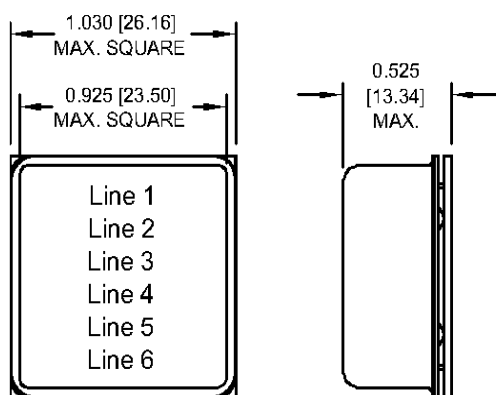 1.030 [26.16]
MAX. SQUARE
0.925 [23.50]
MAX. SQUARE
0.525
[13.34]
MAX.
Line 1
Line 2
Line 3
Line 4
Line 5
Line 6